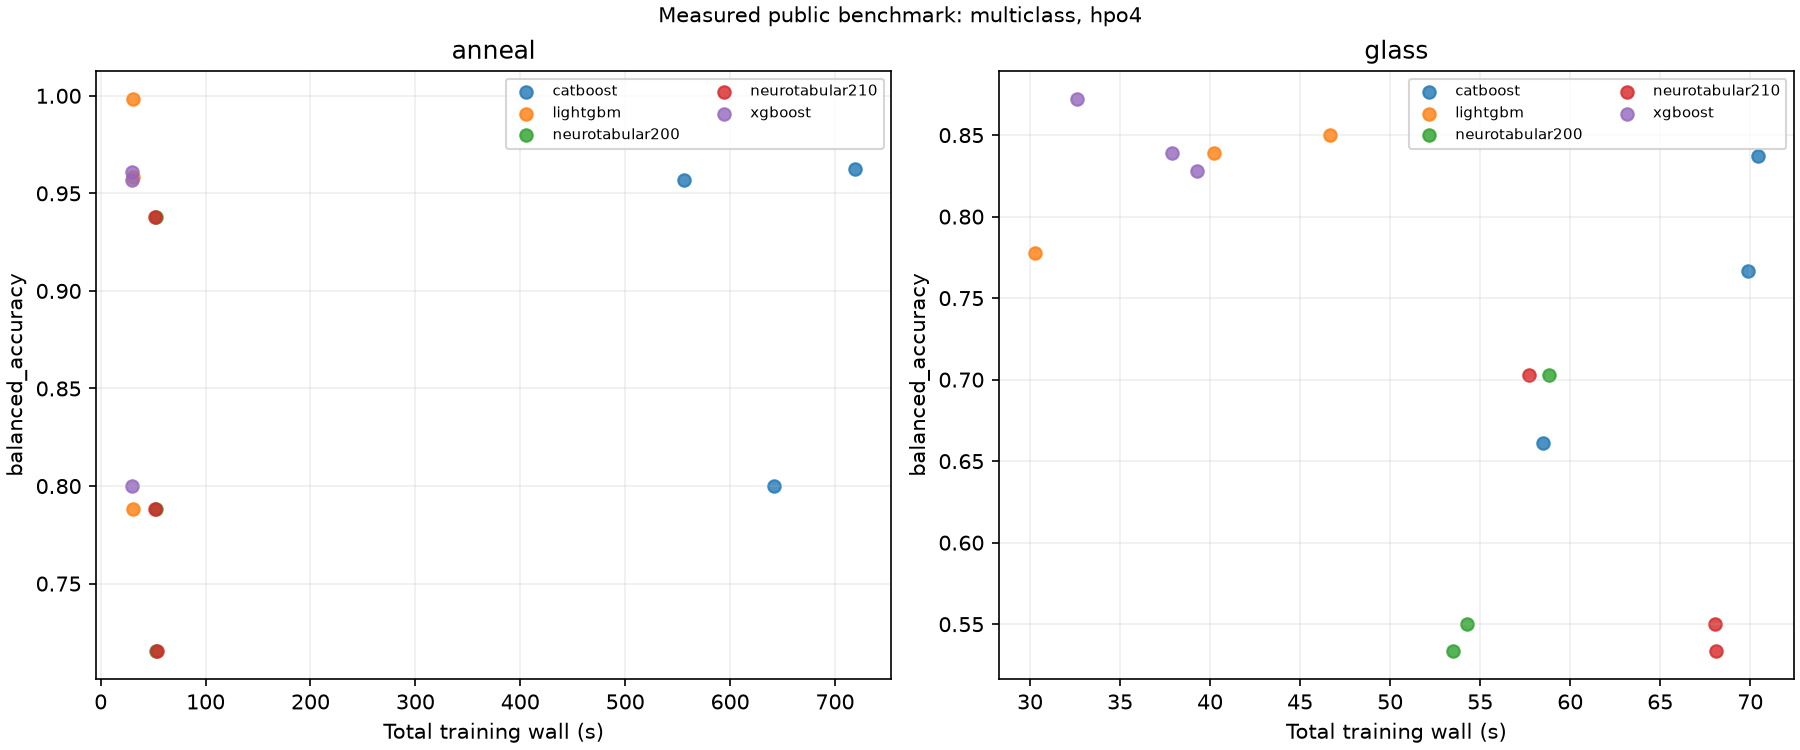 Measured public benchmark: multiclass, hpo4
anneal
balanced_accuracy
1.00
0.95
0.90
0.85
0.80
0.75
catboost
lightgbm
neurotabular200
neurotabular210
xgboost
0
100
200
300
400
500
600
700
Total training wall (s)
glass
balanced_accuracy
0.85
0.80
0.75
0.70
0.65
0.60
0.55
catboost
lightgbm
neurotabular200
neurotabular210
xgboost
30
35
40
45
50
55
60
65
70
Total training wall (s)